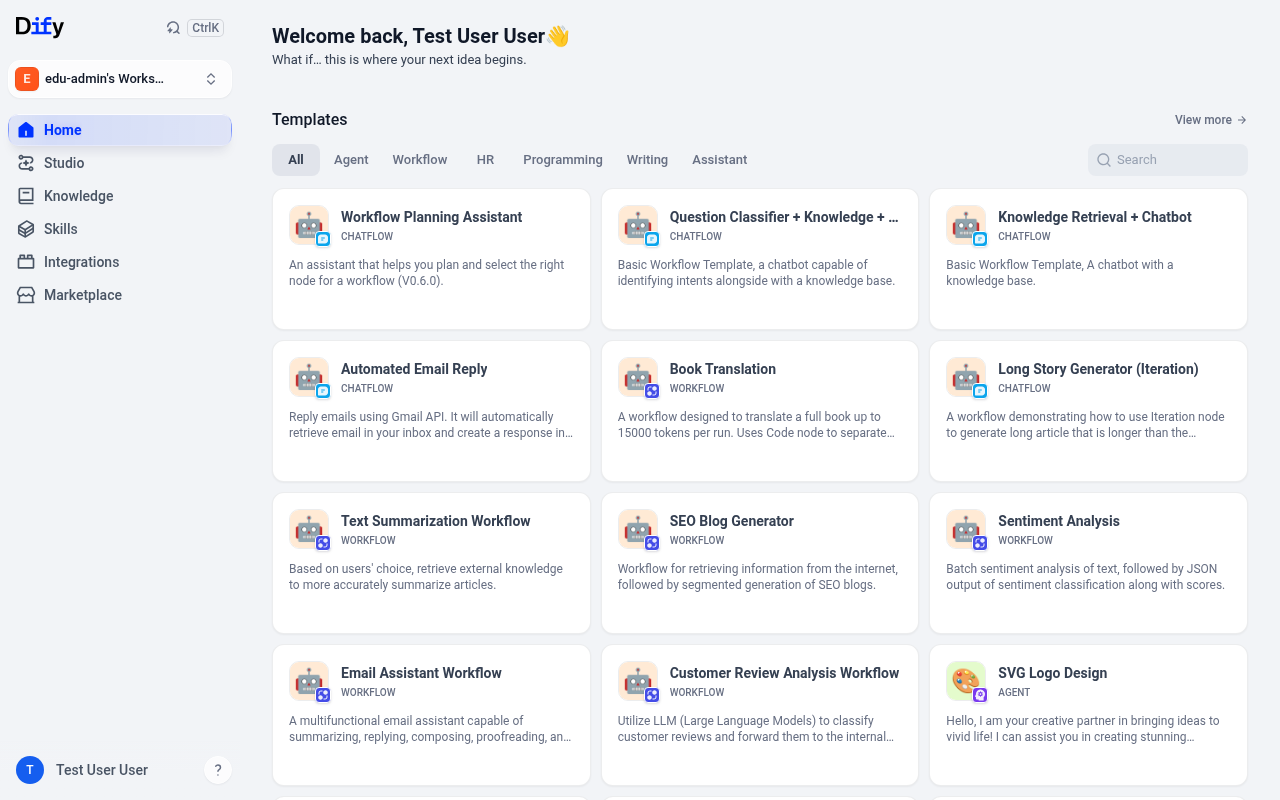 Dify
CtrlK
E
edu-admin's Works...
Home
Studio
Knowledge
Skills
Integrations
Marketplace
Welcome back, Test User User👋
What if… this is where your next idea begins.
Templates
View more →
All
Agent
Workflow
HR
Programming
Writing
Assistant
Search
Workflow Planning Assistant
CHATFLOW
An assistant that helps you plan and select the right
node for a workflow (V0.6.0).
Question Classifier + Knowledge + ...
CHATFLOW
Basic Workflow Template, a chatbot capable of
identifying intents alongside with a knowledge base.
Knowledge Retrieval + Chatbot
CHATFLOW
Basic Workflow Template, A chatbot with a
knowledge base.
Automated Email Reply
CHATFLOW
Reply emails using Gmail API. It will automatically
retrieve email in your inbox and create a response in...
Book Translation
WORKFLOW
A workflow designed to translate a full book up to
15000 tokens per run. Uses Code node to separate...
Long Story Generator (Iteration)
CHATFLOW
A workflow demonstrating how to use Iteration node
to generate long article that is longer than the...
Text Summarization Workflow
WORKFLOW
Based on users' choice, retrieve external knowledge
to more accurately summarize articles.
SEO Blog Generator
WORKFLOW
Workflow for retrieving information from the internet,
followed by segmented generation of SEO blogs.
Sentiment Analysis
WORKFLOW
Batch sentiment analysis of text, followed by JSON
output of sentiment classification along with scores.
Email Assistant Workflow
WORKFLOW
A multifunctional email assistant capable of
summarizing, replying, composing, proofreading, an...
Customer Review Analysis Workflow
WORKFLOW
Utilize LLM (Large Language Models) to classify
customer reviews and forward them to the internal...
SVG Logo Design
AGENT
Hello, I am your creative partner in bringing ideas to
vivid life! I can assist you in creating stunning...
T
Test User User
?